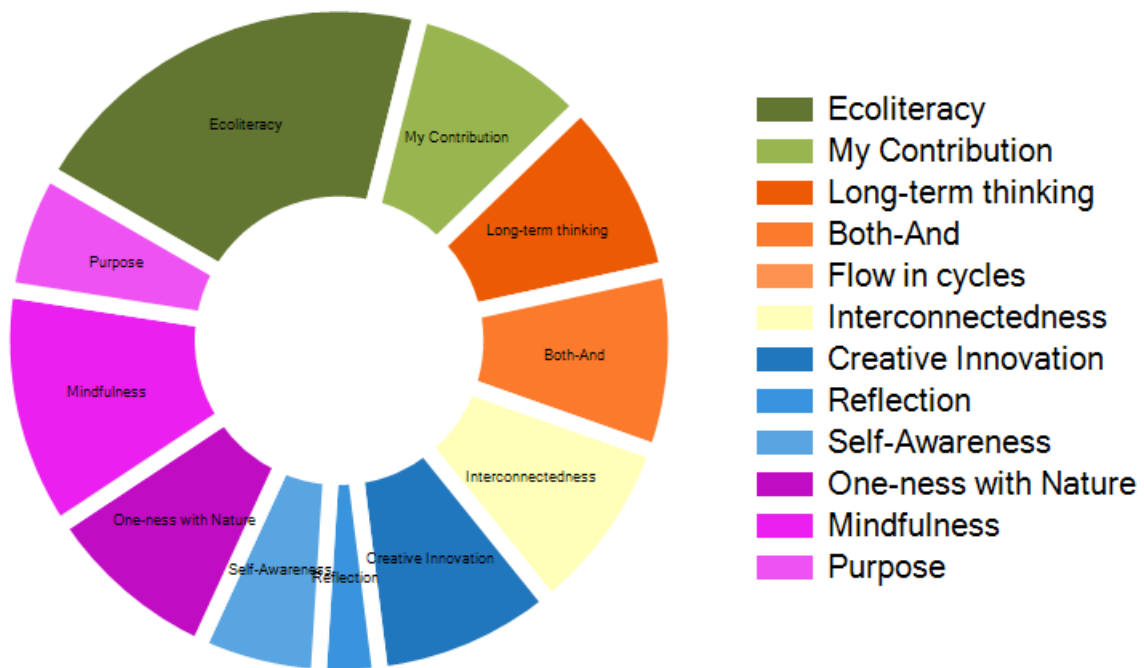 Ecoliteracy
My Contribution
Long-term thinking
Purpose
Both-And
Mindfulness
Interconnectedness
One-ness with Nature
Creative Innovation
Self-Awareness
Reflection
Ecoliteracy
My Contribution
Long-term thinking
Both-And
Flow in cycles
Interconnectedness
Creative Innovation
Reflection
Self-Awareness
One-ness with Nature
Mindfulness
Purpose